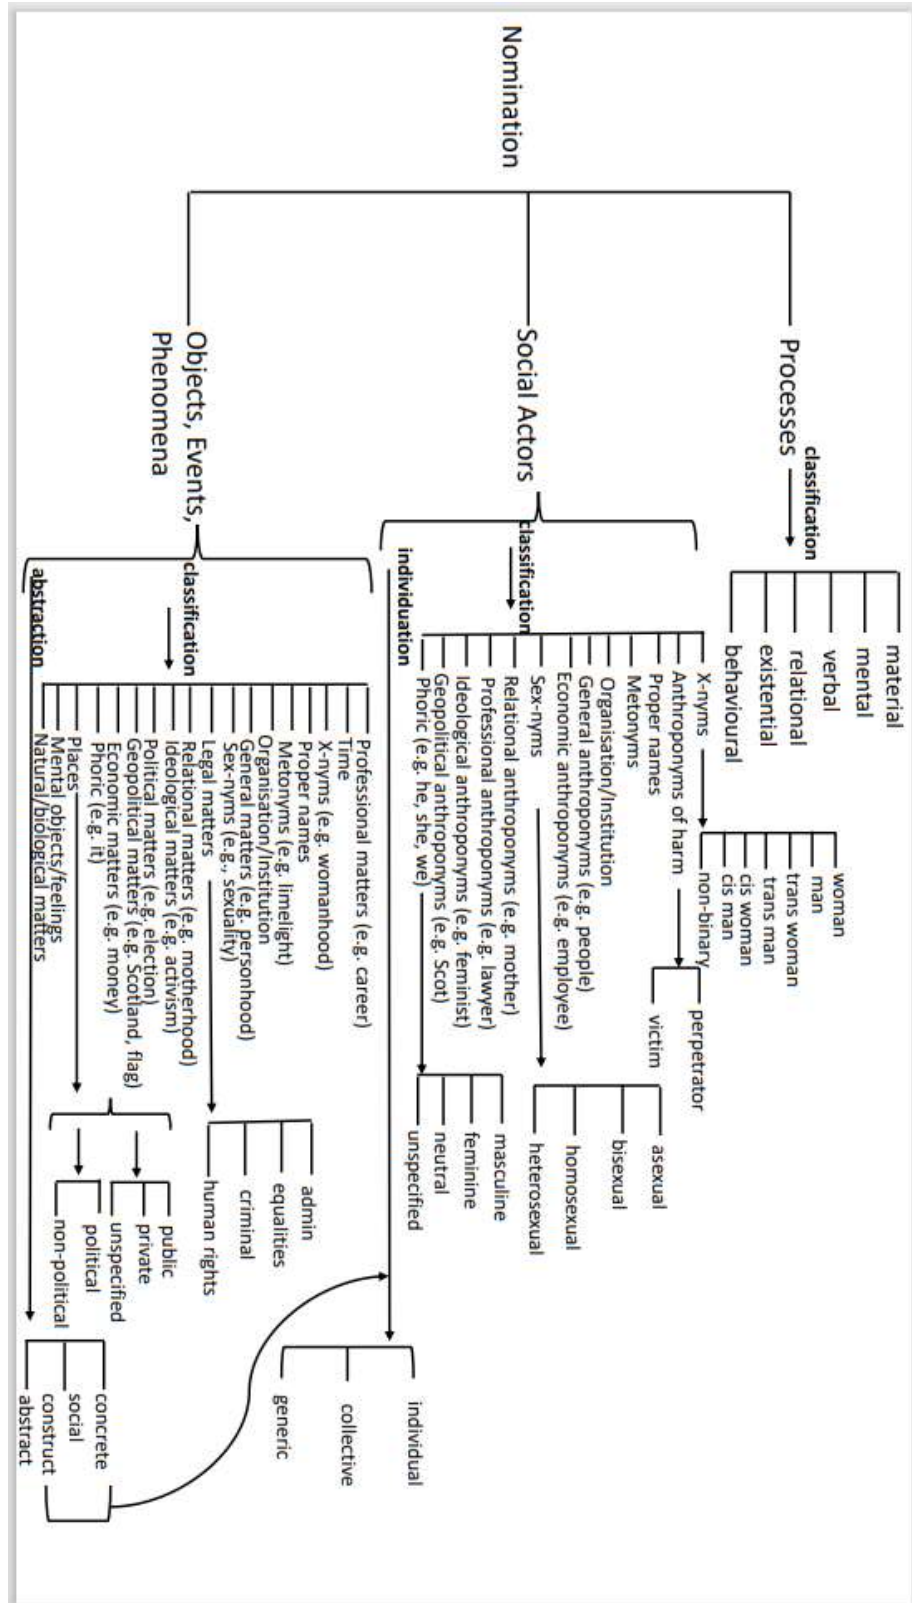 Nomination
Processes
classification
material
mental
verbal
relational
existential
behavioural
Social Actors
classification
X-nyms
woman
man
trans woman
trans man
cis woman
cis man
non-binary
Anthroponyms of harm
perpetrator
victim
Proper names
Metonyms
Organisation/Institution
General anthroponyms (e.g. people)
Economic anthroponyms (e.g. employee)
Sex-nyms
asexual
bisexual
homosexual
heterosexual
Relational anthroponyms (e.g. mother)
Professional anthroponyms (e.g. lawyer)
Ideological anthroponyms (e.g. feminist)
Geopolitical anthroponyms (e.g. Scot)
Phoric (e.g. he, she, we)
masculine
feminine
neutral
unspecified
individuation
individual
collective
generic
Objects, Events,
Phenomena
classification
Professional matters (e.g. career)
Time
X-nyms (e.g. womanhood)
Proper names
Metonyms (e.g. limelight)
Organisation/Institution
General matters (e.g. personhood)
Sex-nyms (e.g., sexuality)
Legal matters
admin
equalities
criminal
human rights
Relational matters (e.g. motherhood)
Ideological matters (e.g. activism)
Political matters (e.g. election)
Geopolitical matters (e.g. Scotland, flag)
Economic matters (e.g. money)
Phoric (e.g. it)
Places
public
private
unspecified
political
non-political
Mental objects/feelings
Natural/biological matters
abstraction
concrete
social
construct
abstract